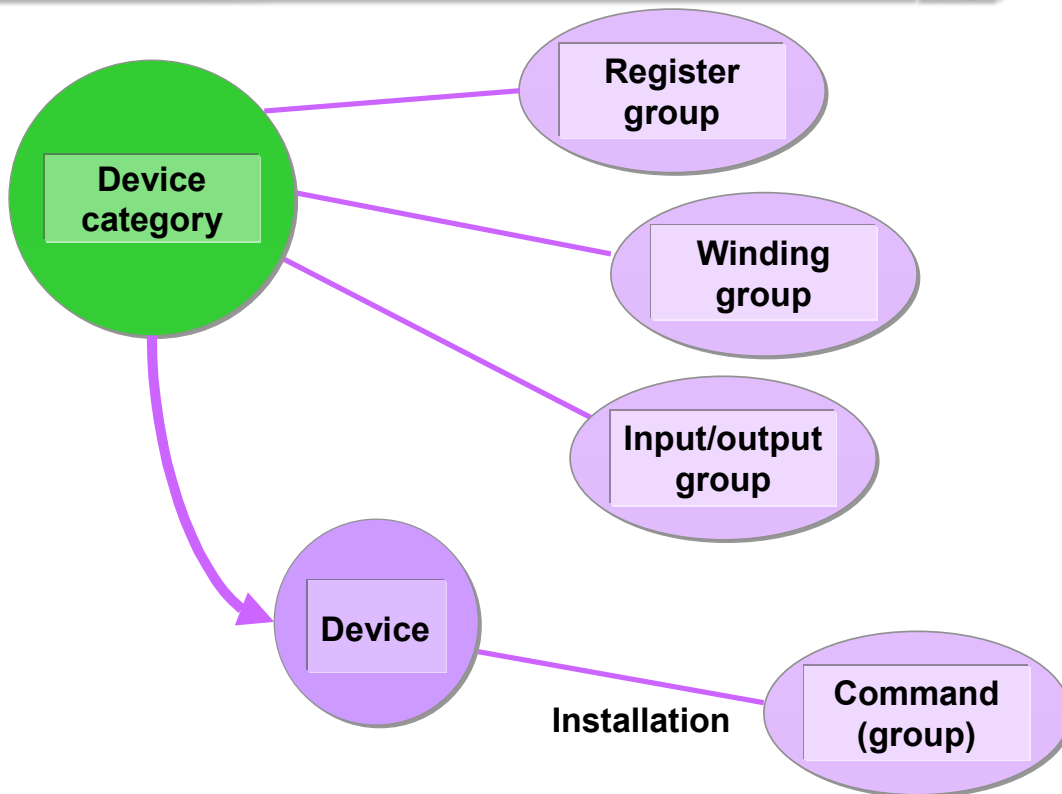 Register
group
Device
category
Winding
group
Input/output
group
Device
Installation
Command
(group)